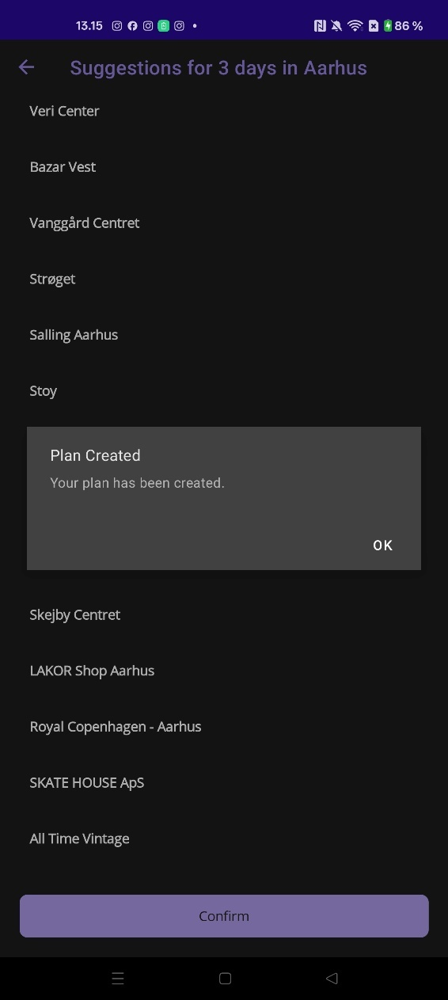 13.15
86 %
Suggestions for 3 days in Aarhus
Veri Center
Bazar Vest
Vanggård Centret
Strøget
Salling Aarhus
Stoy
Plan Created
Your plan has been created.
OK
Skejby Centret
LAKOR Shop Aarhus
Royal Copenhagen - Aarhus
SKATE HOUSE ApS
All Time Vintage
Confirm